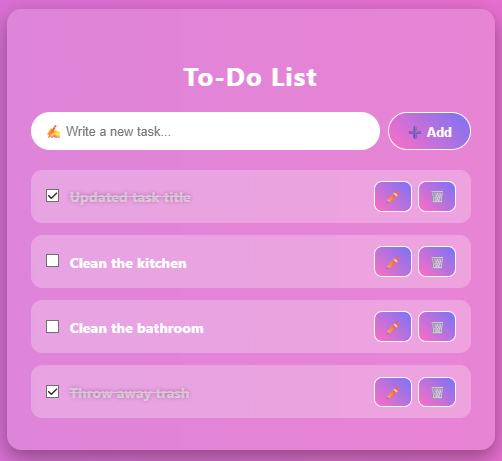 To-Do List
✍️ Write a new task...
➕ Add
Updated task title
Clean the kitchen
Clean the bathroom
Throw away trash